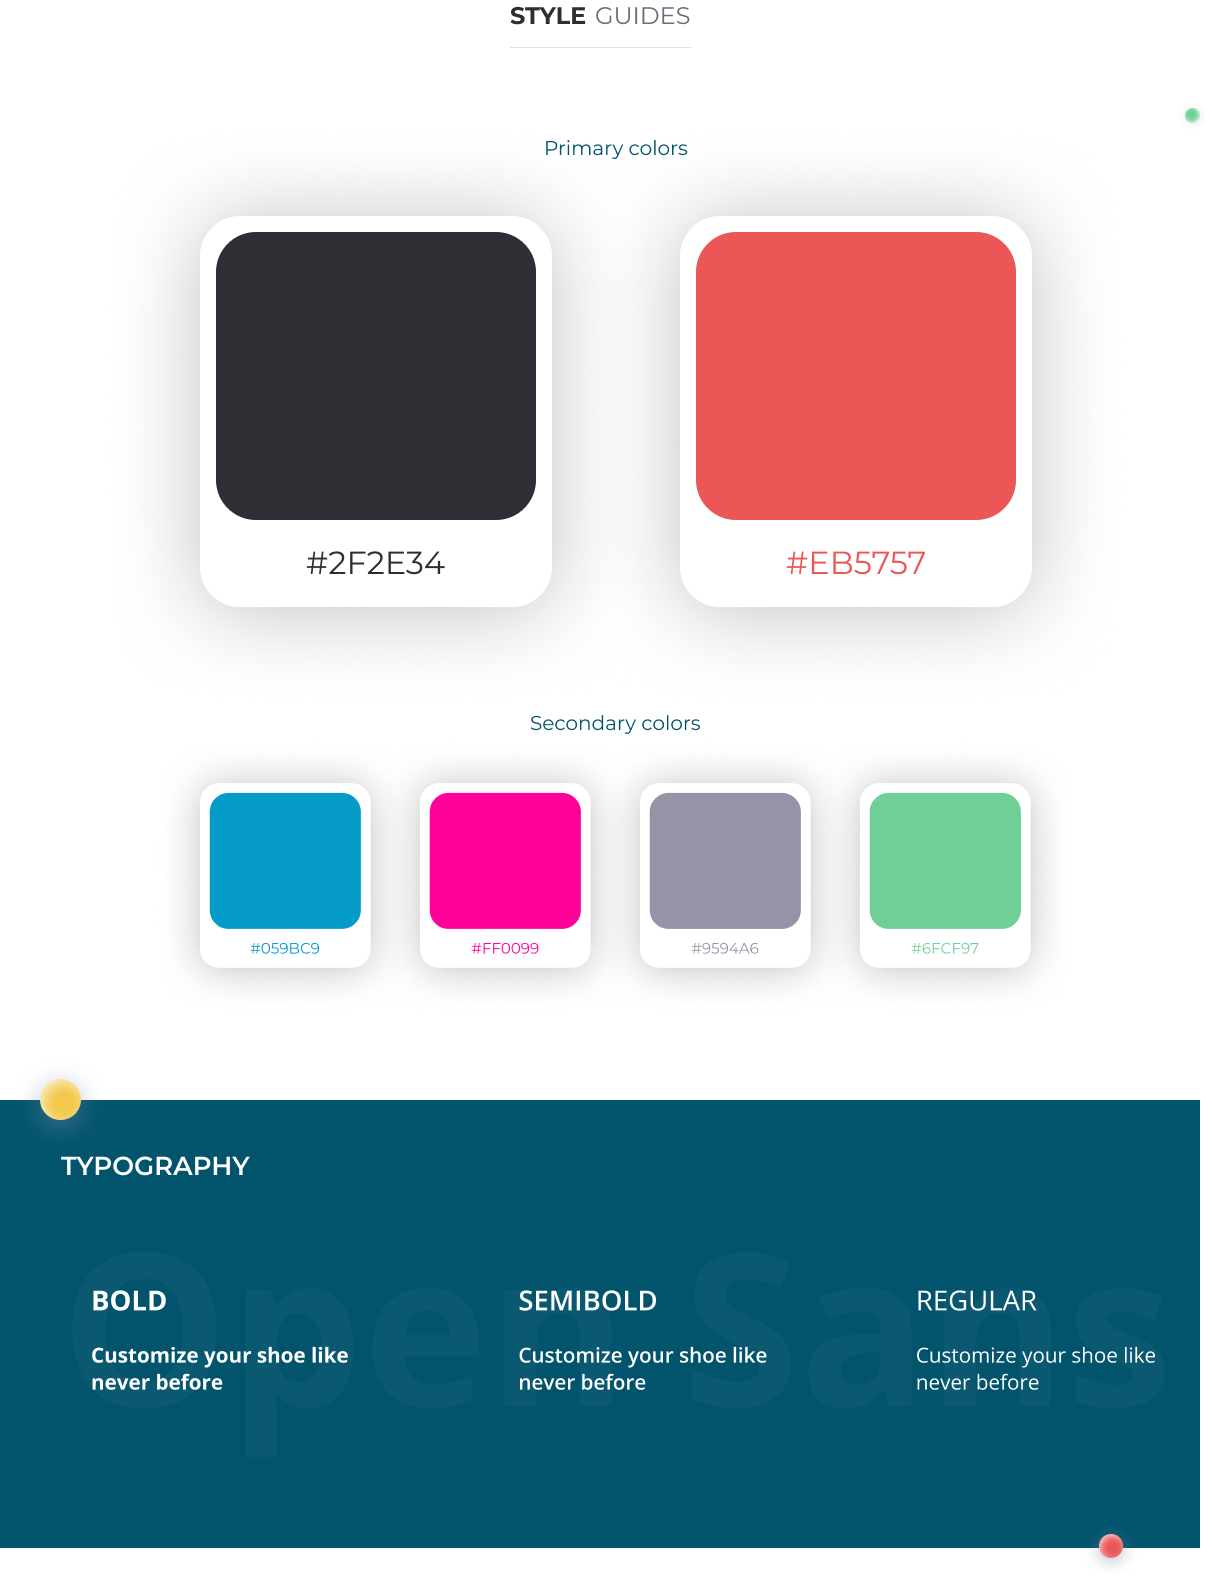 STYLE GUIDES
Primary colors
#2F2E34
#EB5757
Secondary colors
#059BC9
#FF0099
#9594A6
#6FCF97
TYPOGRAPHY
Open Sans
BOLD
Customize your shoe like
never before
SEMIBOLD
Customize your shoe like
never before
REGULAR
Customize your shoe like
never before